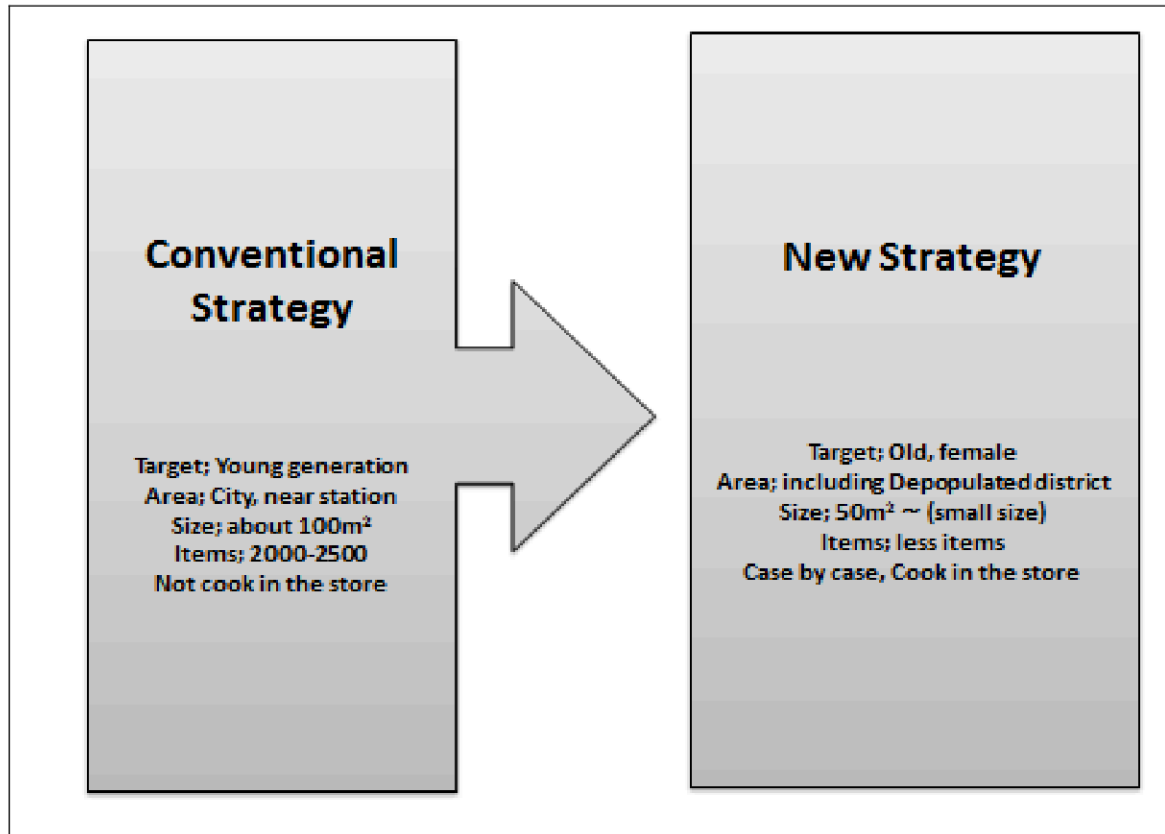 Conventional
Strategy
Target; Young generation
Area; City, near station
Size; about 100m²
Items; 2000-2500
Not cook in the store
New Strategy
Target; Old, female
Area; including Depopulated district
Size; 50m² ~ (small size)
Items; less items
Case by case, Cook in the store